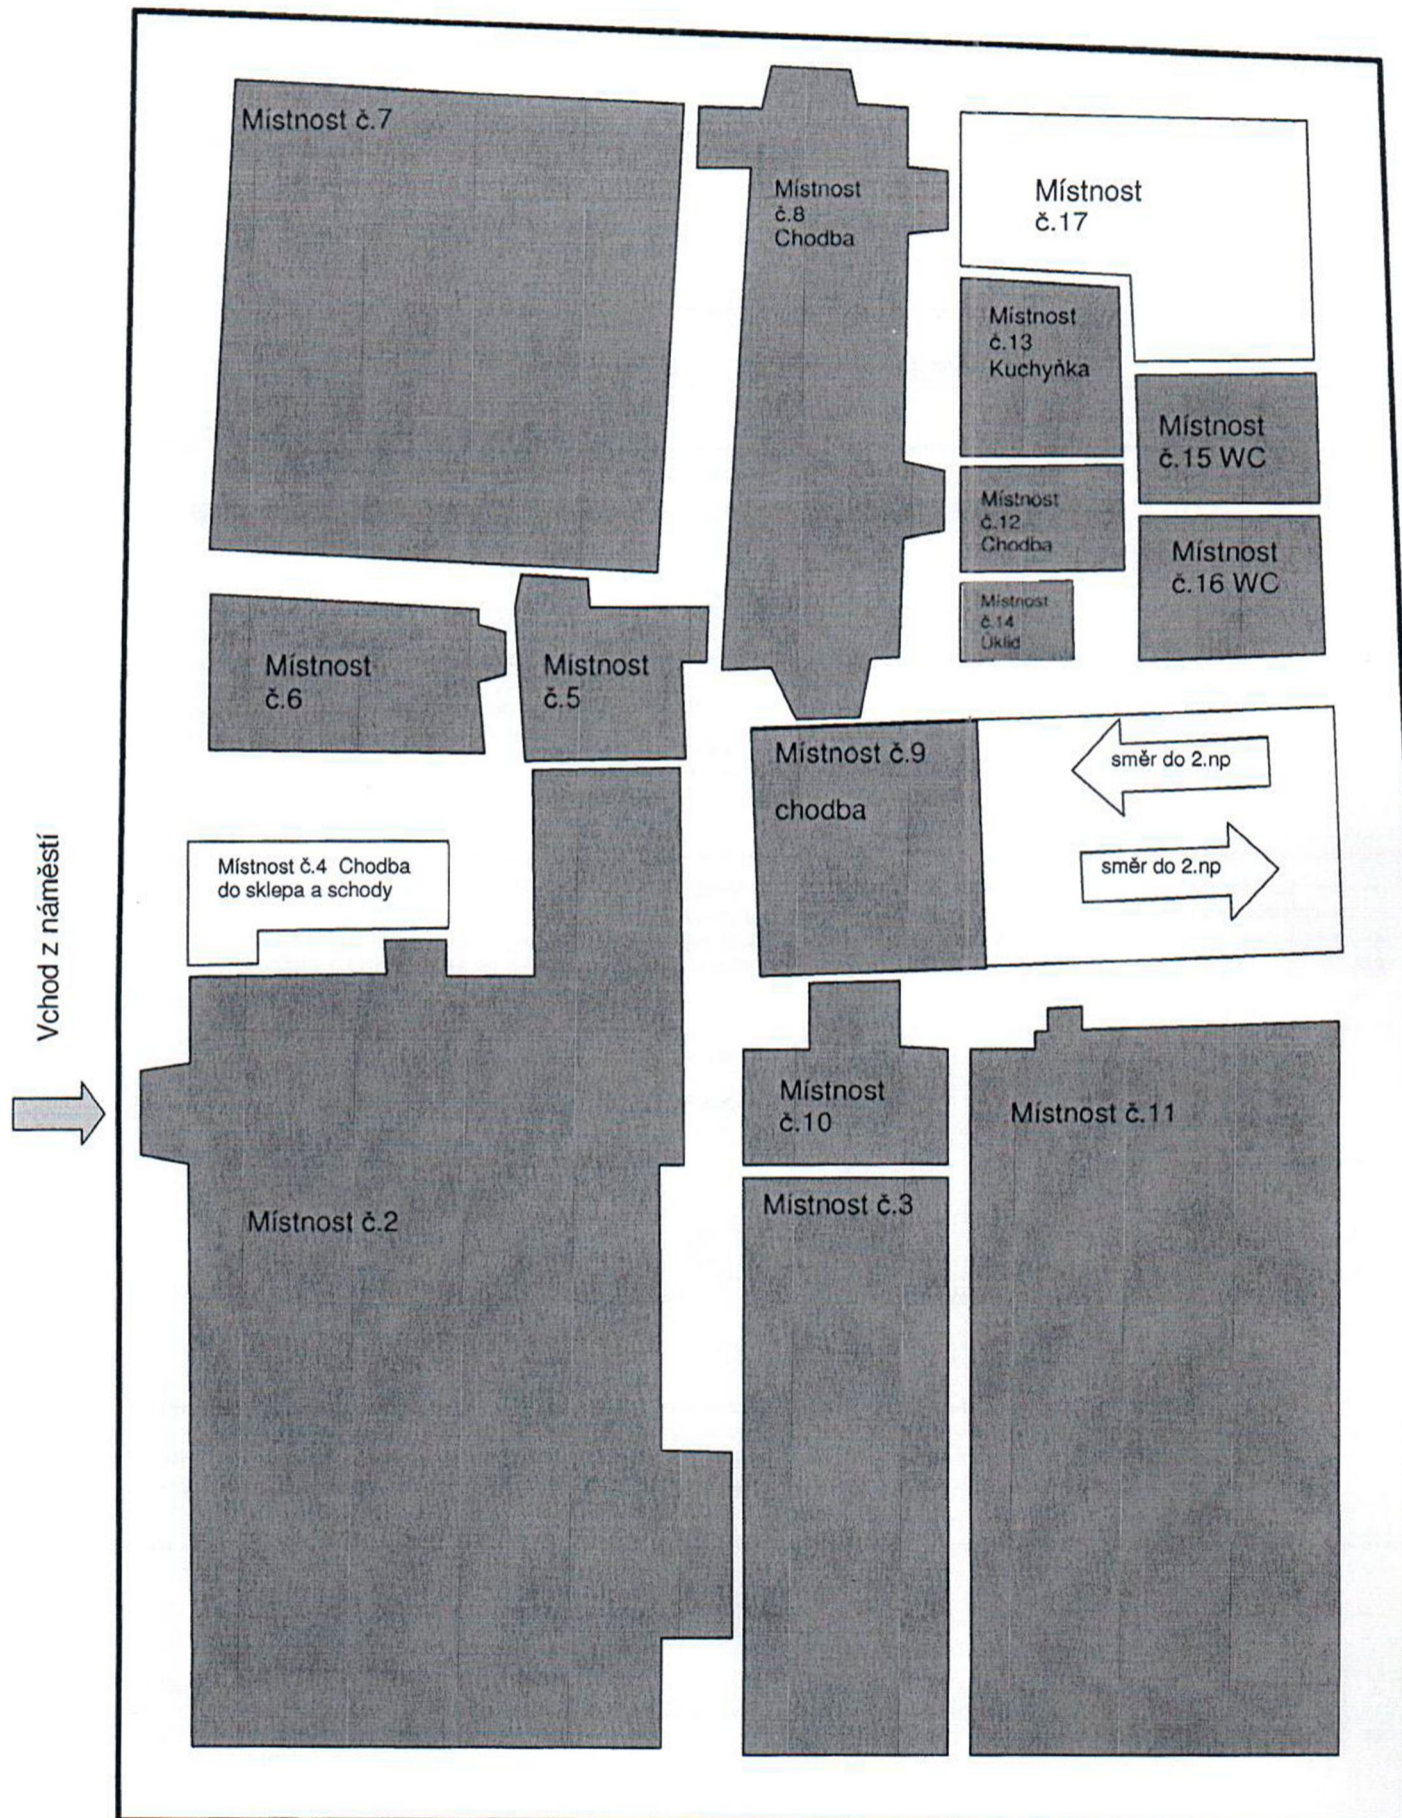 Místnost č.7
Místnost
č.8
Chodba
Místnost
č.17
Místnost
č.13
Kuchyňka
Místnost
č.15 WC
Místnost
č.12
Chodba
Místnost
č.16 WC
Místnost
č.14
Úklid
Místnost
č.6
Místnost
č.5
Místnost č.9
chodba
směr do 2.np
směr do 2.np
Místnost č.4 Chodba
do sklepa a schody
Vchod z náměstí
Místnost
č.10
Místnost č.11
Místnost č.3
Místnost č.2